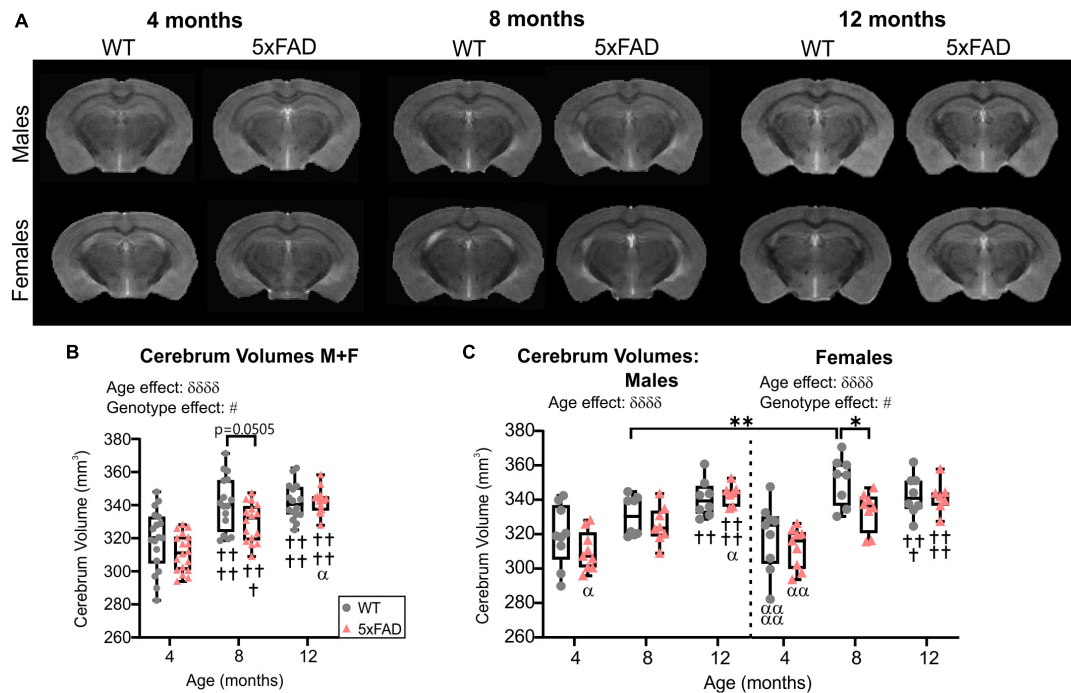 A
4 months
8 months
12 months
WT
5xFAD
WT
5xFAD
WT
5xFAD
Males
Females
B
Cerebrum Volumes M+F
Age effect: δδδδ
Genotype effect: #
p=0.0505
Cerebrum Volume (mm³)
380
360
340
320
300
280
260
††
††
††
†
††
††
††
††
α
WT
5xFAD
4
8
12
Age (months)
C
Cerebrum Volumes:
Males
Females
Age effect: δδδδ
Age effect: δδδδ
Genotype effect: #
**
*
Cerebrum Volume (mm³)
380
360
340
320
300
280
260
α
††
††
††
α
αα
αα
αα
††
†
††
††
4
8
12
4
8
12
Age (months)